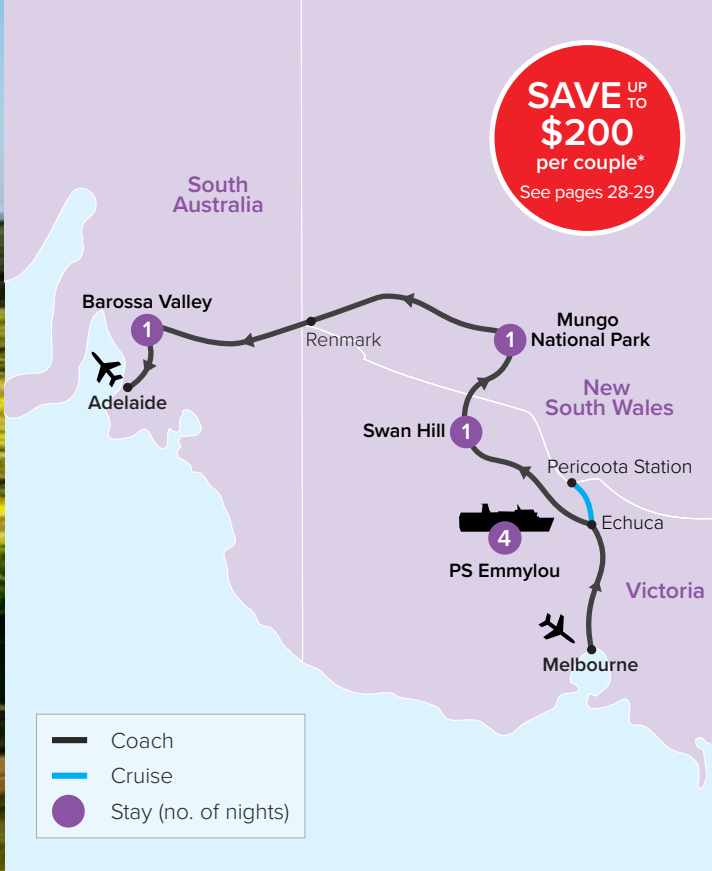 SAVE UP TO
$200
per couple*
See pages 28-29
South
Australia
Barossa Valley
1
Renmark
1
Mungo
National Park
Adelaide
New
South Wales
Swan Hill
1
Pericoota Station
Echuca
4
PS Emmylou
Victoria
Melbourne
Coach
Cruise
Stay (no. of nights)